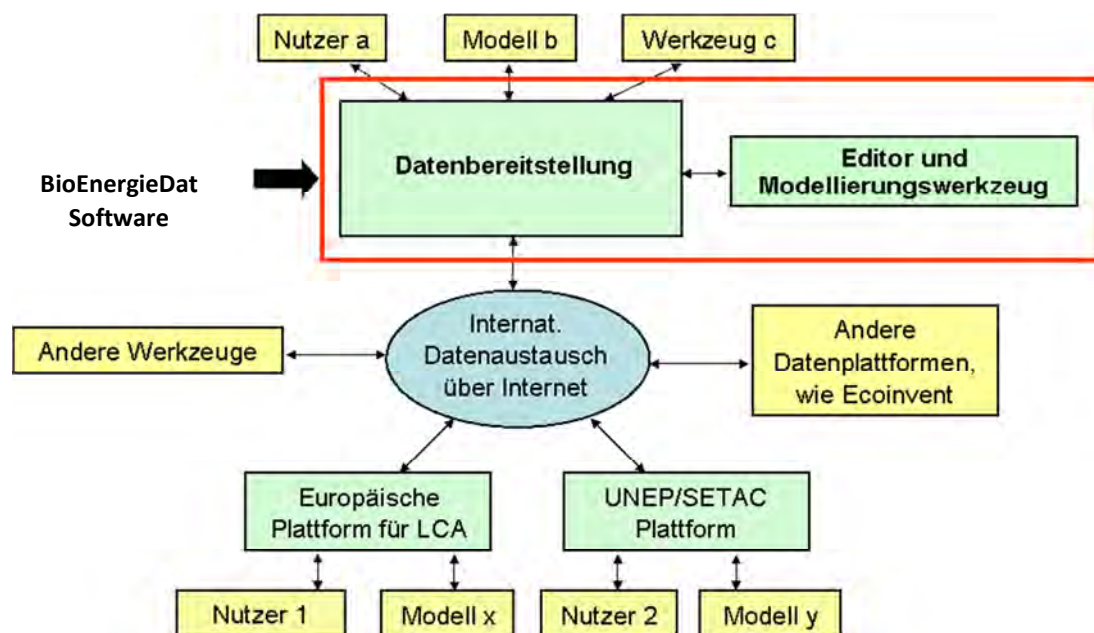 Nutzer a
Modell b
Werkzeug c
Datenbereitstellung
Editor und
Modellierungswerkzeug
BioEnergieDat
Software
Internat.
Datenaustausch
über Internet
Andere Werkzeuge
Andere
Datenplattformen,
wie Ecoinvent
Europäische
Plattform für LCA
UNEP/SETAC
Plattform
Nutzer 1
Modell x
Nutzer 2
Modell y